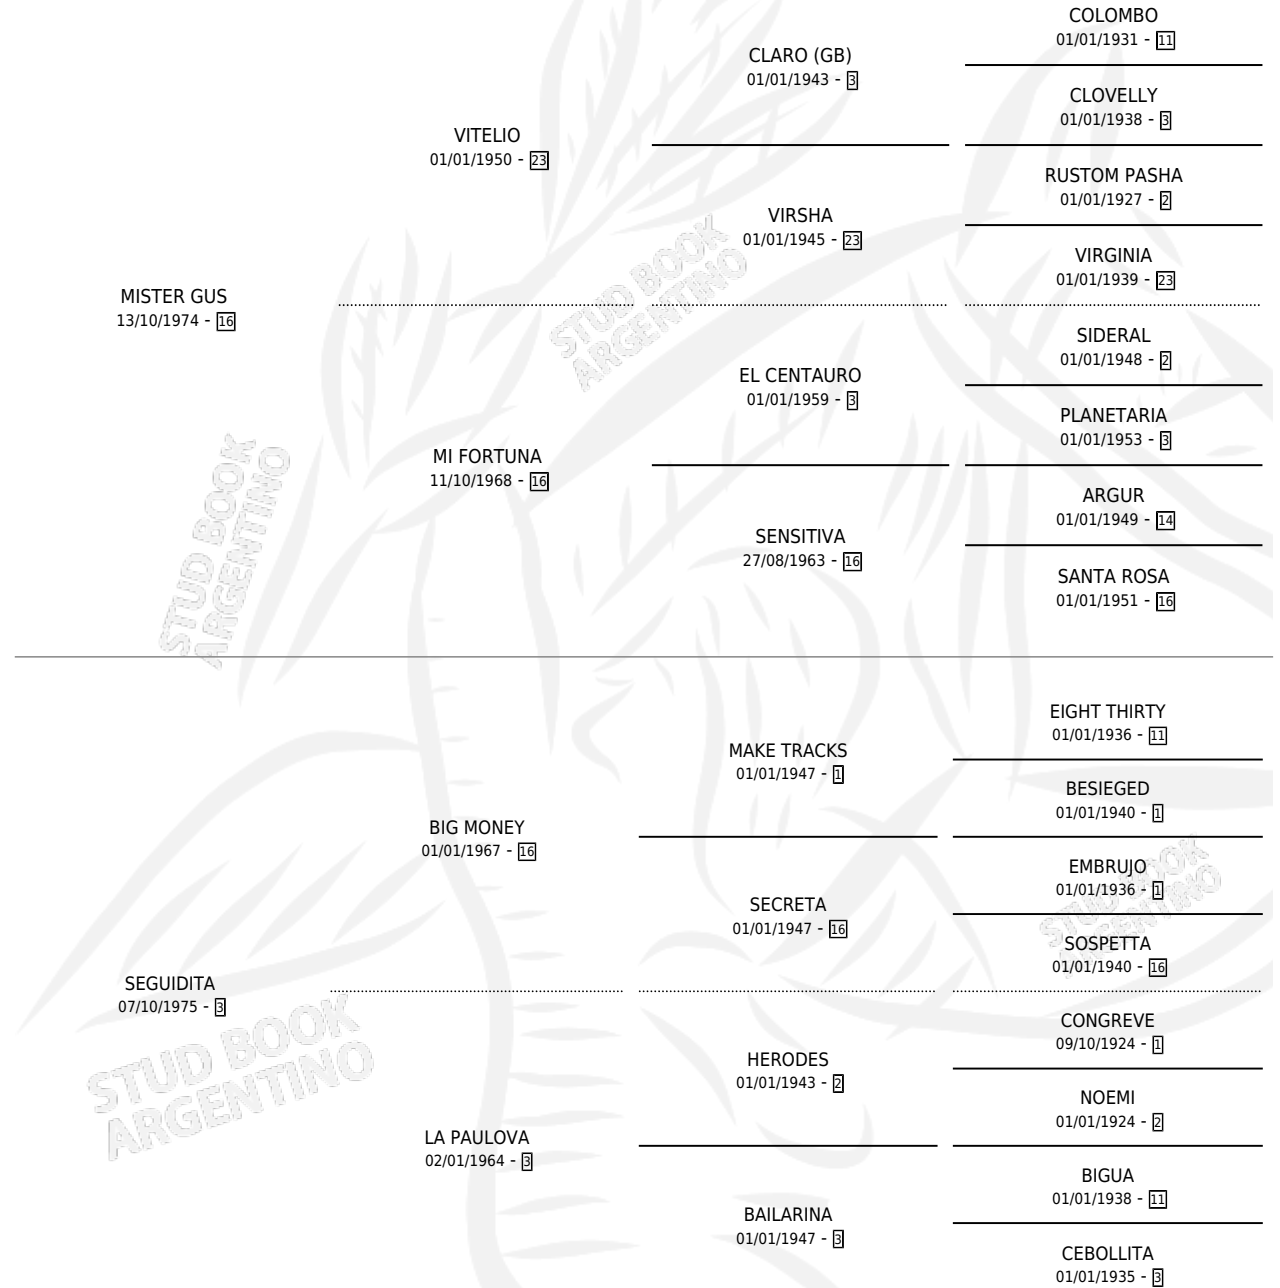 COLOMBO
01/01/1931 - 11
CLARO (GB)
01/01/1943 - 3
CLOVELLY
01/01/1938 - 3
VITELIO
01/01/1950 - 23
RUSTOM PASHA
01/01/1927 - 2
VIRSHA
01/01/1945 - 23
VIRGINIA
01/01/1939 - 23
MISTER GUS
13/10/1974 - 16
STUD BOOK
ARGENTINO
SIDERAL
01/01/1948 - 2
EL CENTAURO
01/01/1959 - 3
PLANETARIA
01/01/1953 - 3
MI FORTUNA
11/10/1968 - 16
ARGUR
01/01/1949 - 14
SENSITIVA
27/08/1963 - 16
SANTA ROSA
01/01/1951 - 16
STUD BOOK
ARGENTINO
EIGHT THIRTY
01/01/1936 - 11
MAKE TRACKS
01/01/1947 - 1
BESIEGED
01/01/1940 - 1
BIG MONEY
01/01/1967 - 16
EMBRUJO
01/01/1936 - 1
SECRETA
01/01/1947 - 16
SOSPETTA
01/01/1940 - 16
STUD BOOK
ARGENTINO
SEGUIDITA
07/10/1975 - 3
CONGREVE
09/10/1924 - 1
HERODES
01/01/1943 - 2
NOEMI
01/01/1924 - 2
STUD BOOK
ARGENTINO
LA PAULOVA
02/01/1964 - 3
BIGUA
01/01/1938 - 11
BAILARINA
01/01/1947 - 3
CEBOLLITA
01/01/1935 - 3